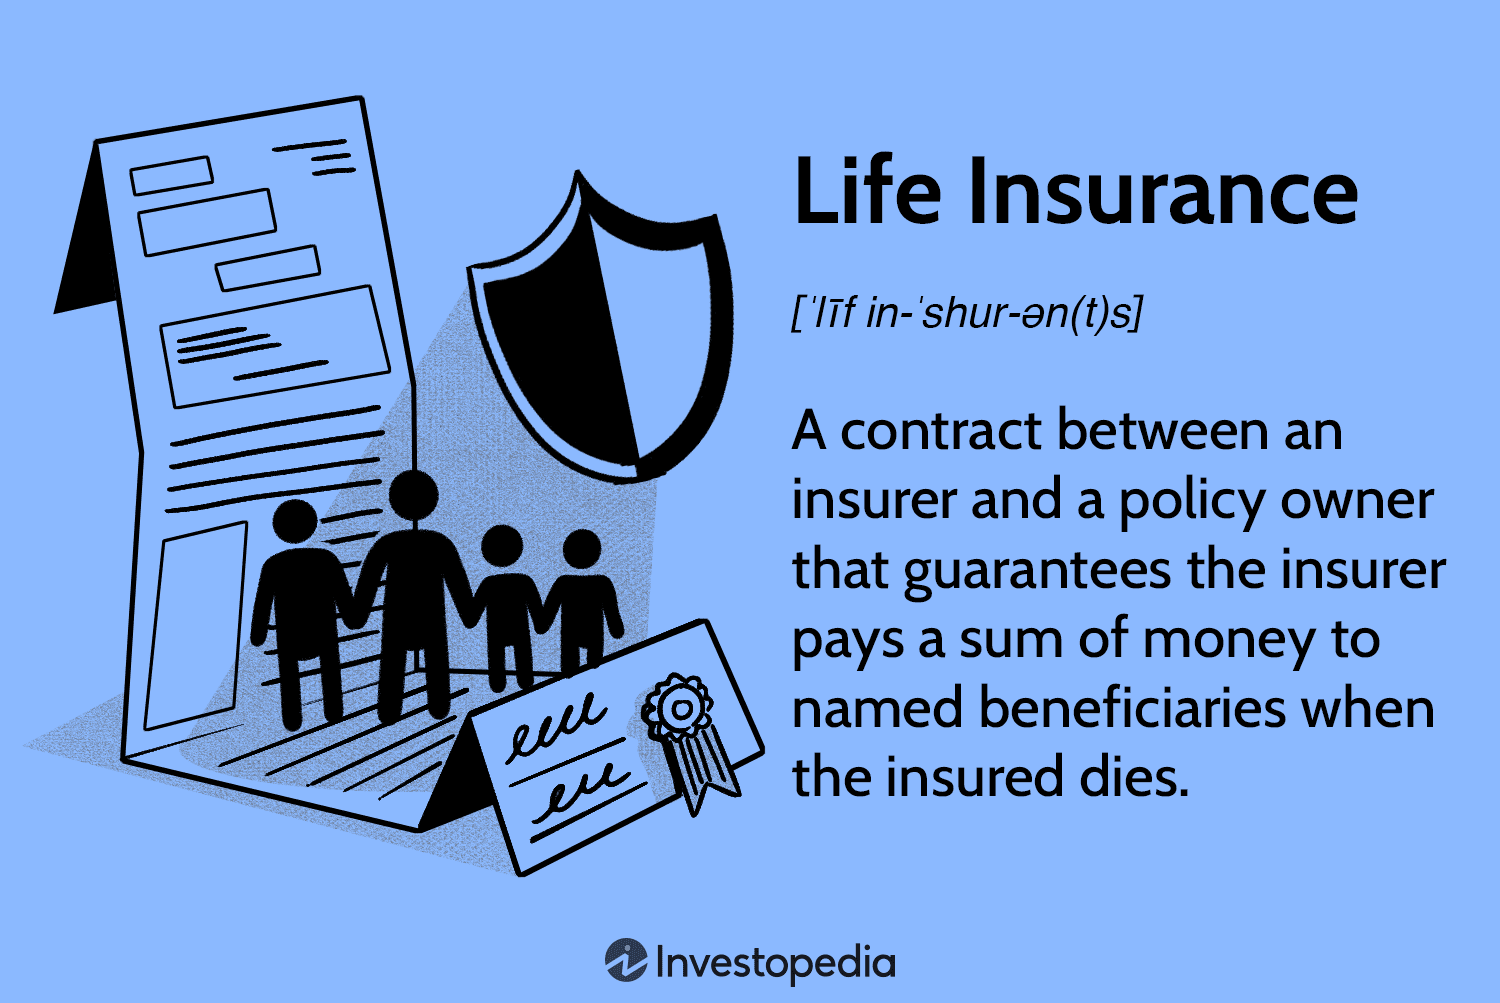 Life Insurance
[ˈlīf in-ˈshur-ən(t)s]
A contract between an
insurer and a policy owner
that guarantees the insurer
pays a sum of money to
named beneficiaries when
the insured dies.
Investopedia